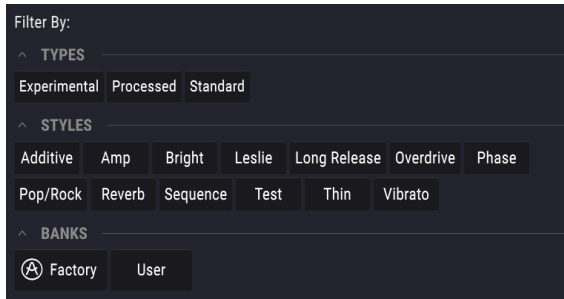 Filter By:
TYPES
Experimental Processed Standard
STYLES
Additive Amp Bright Leslie Long Release Overdrive Phase
Pop/Rock Reverb Sequence Test Thin Vibrato
BANKS
Factory User